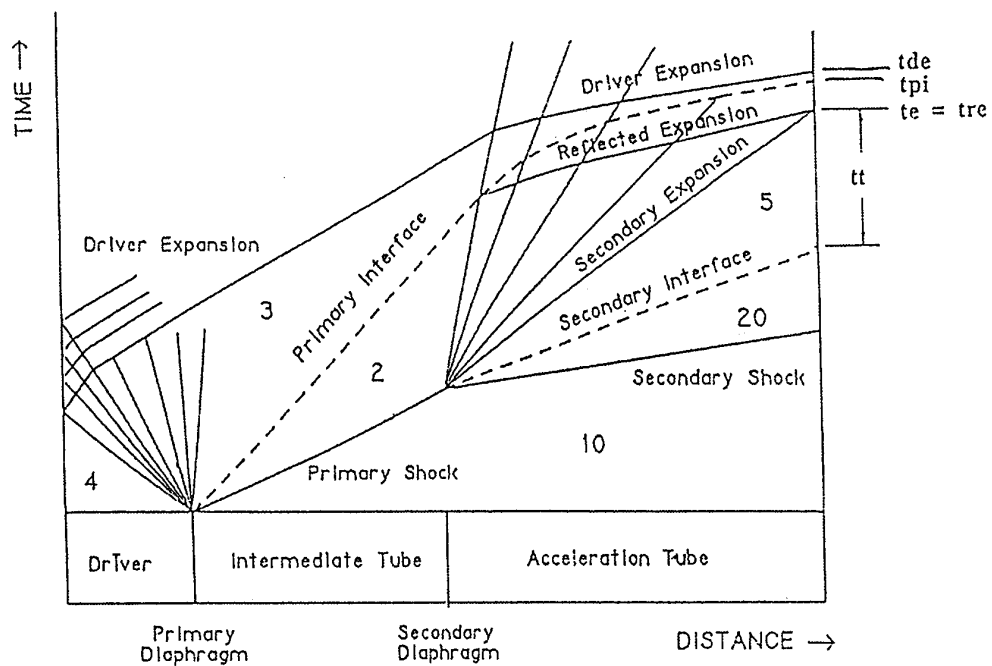 TIME →
tde
tpi
te = tre
tt
Driver Expansion
Reflected Expansion
Secondary Expansion
5
Driver Expansion
Primary Interface
Secondary Interface
3
20
2
Secondary Shock
10
Primary Shock
4
Driver
Intermediate Tube
Acceleration Tube
Primary
Diaphragm
Secondary
Diaphragm
DISTANCE →